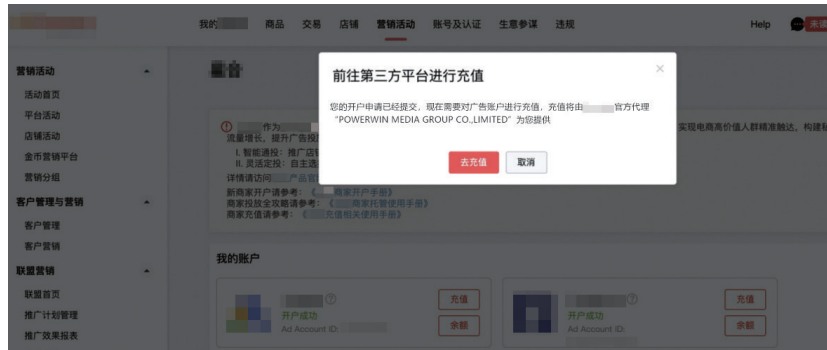 我的
商品
交易
店铺
营销活动
账号及认证
生意参谋
违规
Help
未读
营销活动
活动首页
平台活动
店铺活动
金币营销平台
营销分组
客户管理与营销
客户管理
客户营销
联盟营销
联盟首页
推广计划管理
推广效果报表
前往第三方平台进行充值
您的开户申请已经提交，现在需要对广告账户进行充值，充值将由 官方代理
“POWERWIN MEDIA GROUP CO.,LIMITED” 为您提供
去充值
取消
作为
实现电商高价值人群精准触达，构建
流量增长、提升广告投
I. 智能通投：推广店
II. 灵活定投：自主选
详情请访问 产品官
新商家开户请参考：《 商家开户手册》
商家投放全攻略请参考：《 商家托管使用手册》
商家充值请参考：《 充值相关使用手册》
我的账户
开户成功
Ad Account ID:
充值
余额
开户成功
Ad Account ID:
充值
余额